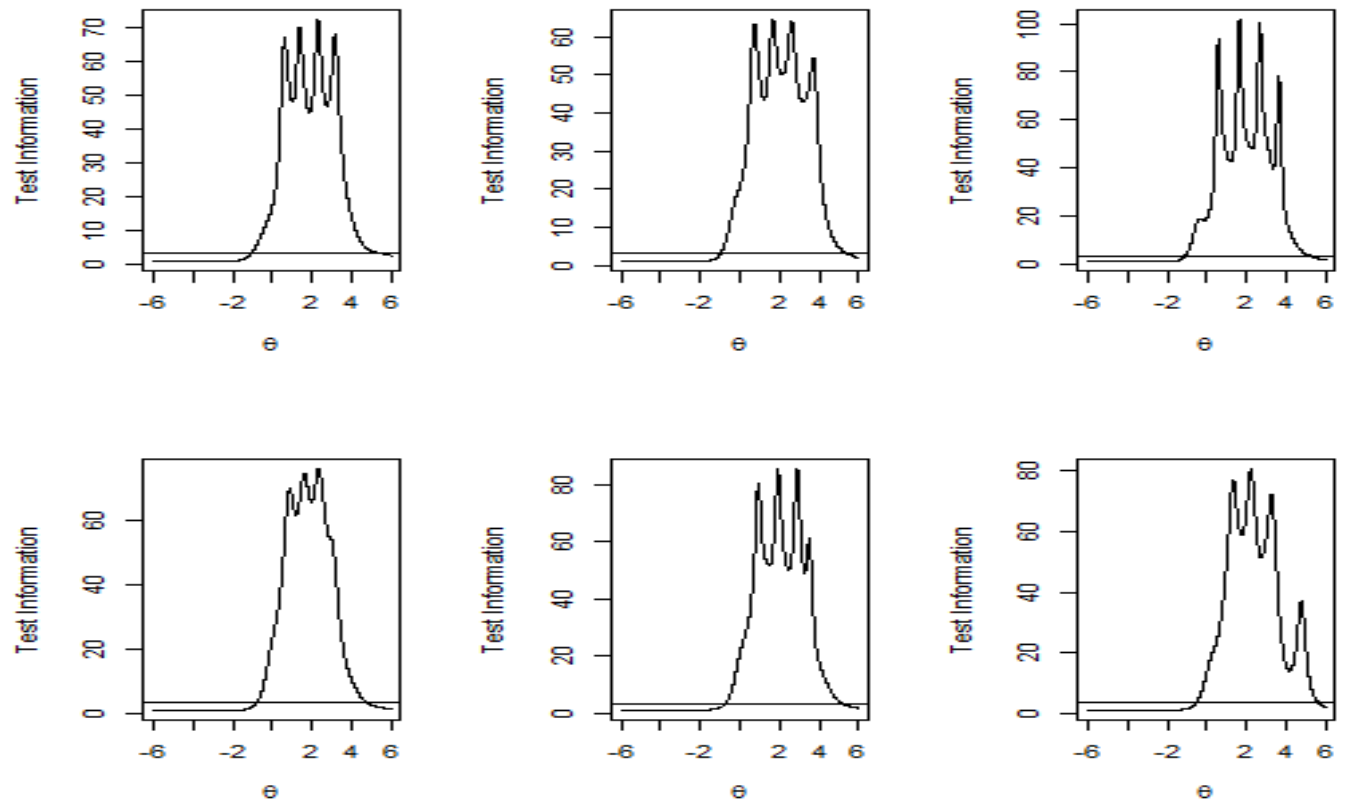 Test Information
0 10 20 30 40 50 60 70
-6 -2 2 4 6
θ
Test Information
0 10 20 30 40 50 60
-6 -2 2 4 6
θ
Test Information
0 20 40 60 80 100
-6 -2 2 4 6
θ
Test Information
0 20 40 60
-6 -2 2 4 6
θ
Test Information
0 20 40 60 80
-6 -2 2 4 6
θ
Test Information
0 20 40 60 80
-6 -2 2 4 6
θ